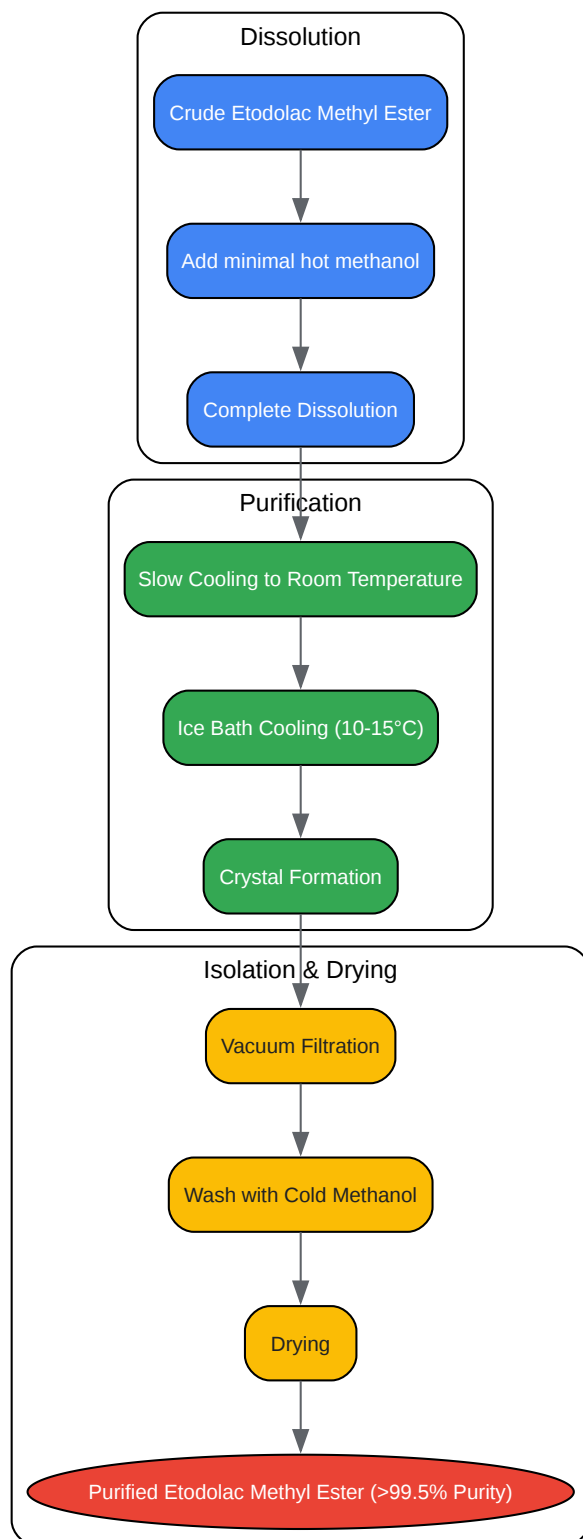 Dissolution
Crude Etodolac Methyl Ester
Add minimal hot methanol
Complete Dissolution
Purification
Slow Cooling to Room Temperature
Ice Bath Cooling (10-15°C)
Crystal Formation
Isolation & Drying
Vacuum Filtration
Wash with Cold Methanol
Drying
Purified Etodolac Methyl Ester (>99.5% Purity)